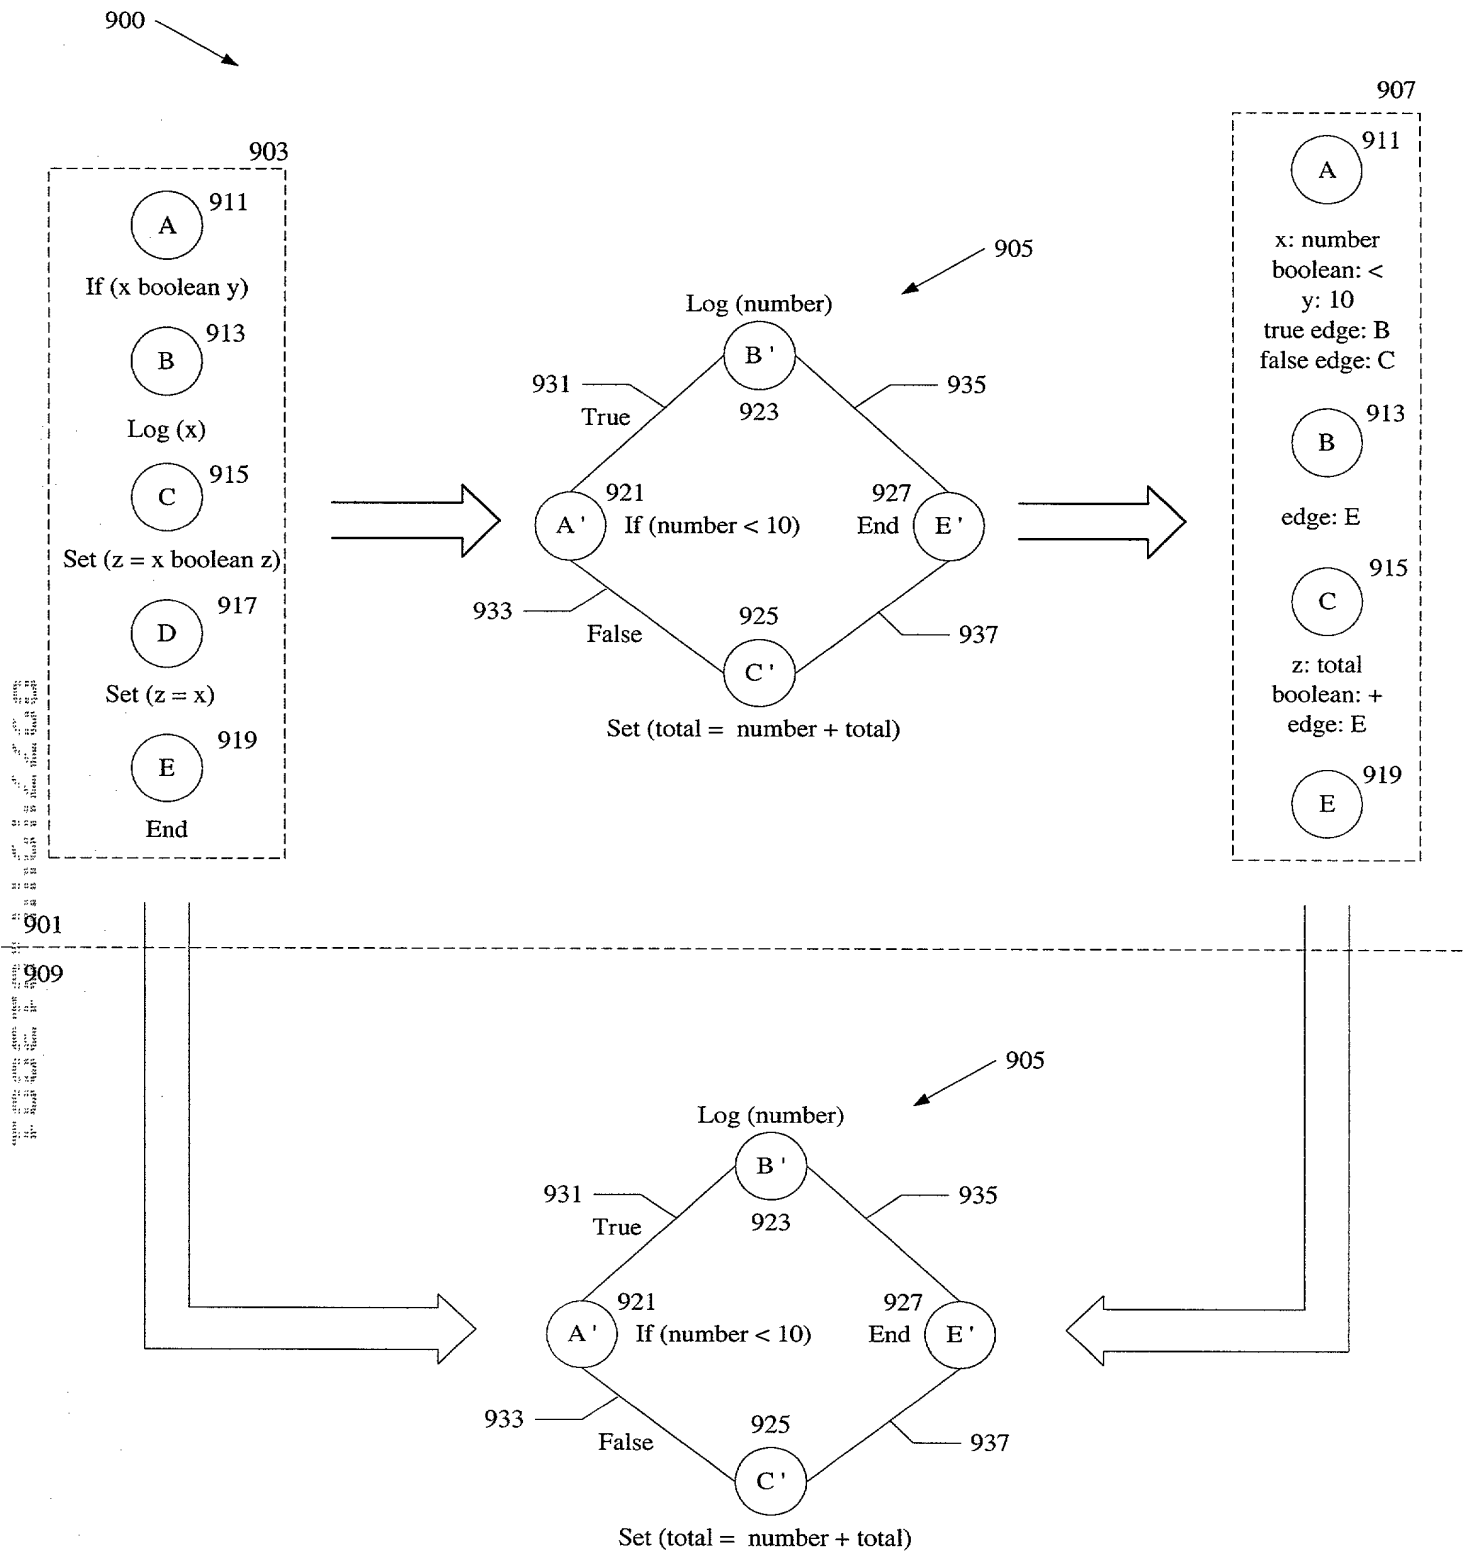 900
903
A
911
If (x boolean y)
B
913
Log (x)
C
915
Set (z = x boolean z)
D
917
Set (z = x)
E
919
End
905
Log (number)
B '
923
931
True
935
A '
921
If (number < 10)
927
End
E '
933
False
925
C '
937
Set (total = number + total)
907
A
911
x: number
boolean: <
y: 10
true edge: B
false edge: C
B
913
edge: E
C
915
z: total
boolean: +
edge: E
E
919
901
909
905
Log (number)
B '
923
931
True
935
A '
921
If (number < 10)
927
End
E '
933
False
925
C '
937
Set (total = number + total)